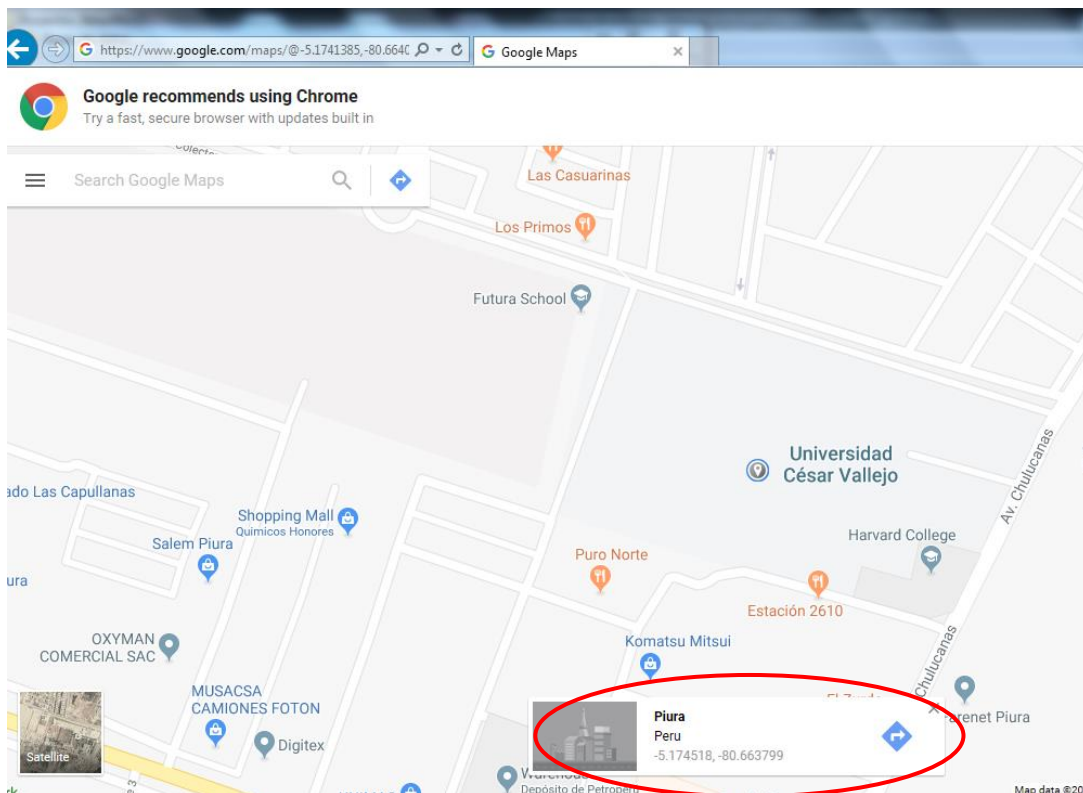 https://www.google.com/maps/@-5.1741385,-80.664
Google Maps
Google recommends using Chrome
Try a fast, secure browser with updates built in
Search Google Maps
Las Casuarinas
Los Primos
Futura School
Universidad
César Vallejo
Av. Chulucanas
ado Las Capullanas
Shopping Mall
Quimicos Honores
Salem Piura
Harvard College
Puro Norte
ura
Estación 2610
OXYMAN
COMERCIAL SAC
Komatsu Mitsui
Chulucanas
MUSACSA
CAMIONES FOTON
Piura
Peru
-5.174518, -80.663799
arenet Piura
Digitex
Satellite
Depósito de Petroperú
Map data ©20